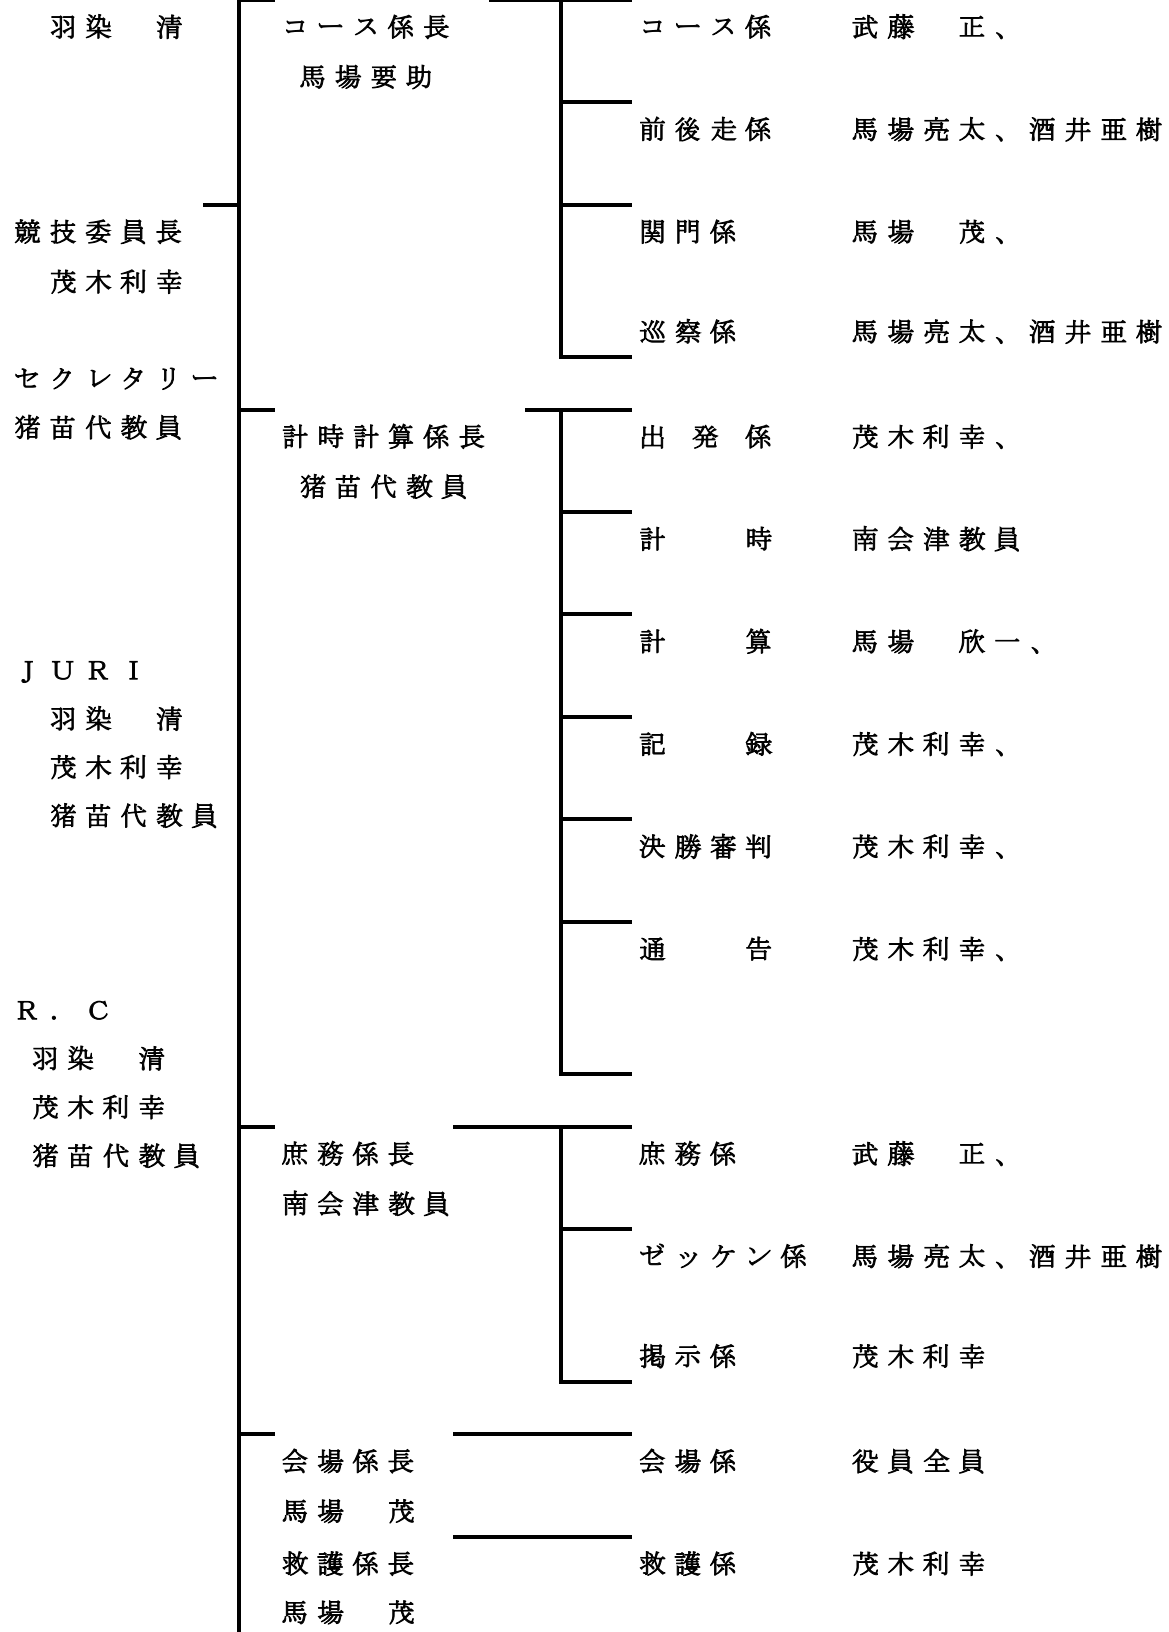 羽染　清
競技委員長
茂木利幸
セクレタリー
猪苗代教員
ＪＵＲＩ
羽染　清
茂木利幸
猪苗代教員
Ｒ．Ｃ
羽染　清
茂木利幸
猪苗代教員
コース係長
馬場要助
コース係　武藤　正、
前後走係　馬場亮太、酒井亜樹
関門係　馬場　茂、
巡察係　馬場亮太、酒井亜樹
計時計算係長
猪苗代教員
出発係　茂木利幸、
計　時　南会津教員
計　算　馬場　欣一、
記　録　茂木利幸、
決勝審判　茂木利幸、
通　告　茂木利幸、
庶務係長
南会津教員
庶務係　武藤　正、
ゼッケン係　馬場亮太、酒井亜樹
掲示係　茂木利幸
会場係長
馬場　茂
会場係　役員全員
救護係長
馬場　茂
救護係　茂木利幸